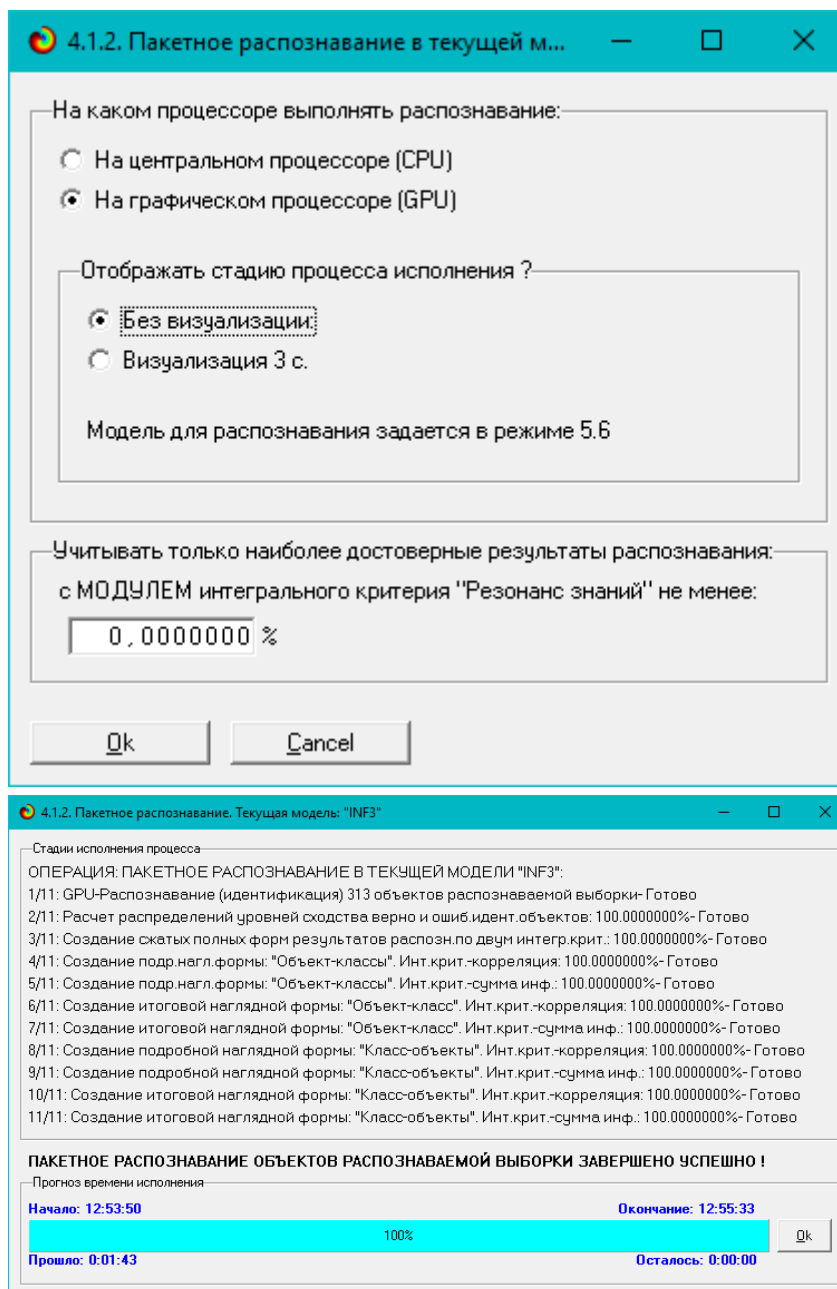 4.1.2. Пакетное распознавание в текущей м...
На каком процессоре выполнять распознавание:
На центральном процессоре (CPU)
На графическом процессоре (GPU)
Отображать стадию процесса исполнения ?
Без визуализации:
Визуализация 3 с.
Модель для распознавания задается в режиме 5.6
Учитывать только наиболее достоверные результаты распознавания:
с МОДУЛЕМ интегрального критерия "Резонанс знаний" не менее:
0,0000000 %
Ok Cancel
4.1.2. Пакетное распознавание. Текущая модель: "INF3"
Стадии исполнения процесса
ОПЕРАЦИЯ: ПАКЕТНОЕ РАСПОЗНАВАНИЕ В ТЕКУЩЕЙ МОДЕЛИ "INF3":
1/11: GPU-Распознавание (идентификация) 313 объектов распознаваемой выборки- Готово
2/11: Расчет распределений уровней сходства верно и ошиб.идент.объектов: 100.0000000%- Готово
3/11: Создание сжатых полных форм результатов распозн.по двум интегр.крит.: 100.0000000%- Готово
4/11: Создание подр.нагл.формы: "Объект-классы". Инт.крит.-корреляция: 100.0000000%- Готово
5/11: Создание подр.нагл.формы: "Объект-классы". Инт.крит.-сумма инф.: 100.0000000%- Готово
6/11: Создание итоговой наглядной формы: "Объект-класс". Инт.крит.-корреляция: 100.0000000%- Готово
7/11: Создание итоговой наглядной формы: "Объект-класс". Инт.крит.-сумма инф.: 100.0000000%- Готово
8/11: Создание подробной наглядной формы: "Класс-объекты". Инт.крит.-корреляция: 100.0000000%- Готово
9/11: Создание подробной наглядной формы: "Класс-объекты". Инт.крит.-сумма инф.: 100.0000000%- Готово
10/11: Создание итоговой наглядной формы: "Класс-объекты". Инт.крит.-корреляция: 100.0000000%- Готово
11/11: Создание итоговой наглядной формы: "Класс-объекты". Инт.крит.-сумма инф.: 100.0000000%- Готово
ПАКЕТНОЕ РАСПОЗНАВАНИЕ ОБЪЕКТОВ РАСПОЗНАВАЕМОЙ ВЫБОРКИ ЗАВЕРШЕНО УСПЕШНО !
Прогноз времени исполнения
Начало: 12:53:50 Окончание: 12:55:33
100% Ok
Прошло: 0:01:43 Осталось: 0:00:00